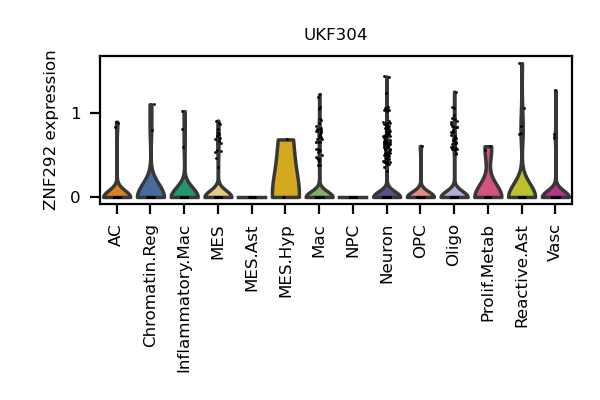 UKF304
ZNF292 expression
1
0
AC
Chromatin.Reg
Inflammatory.Mac
MES
MES.Ast
MES.Hyp
Mac
NPC
Neuron
OPC
Oligo
Prolif.Metab
Reactive.Ast
Vasc